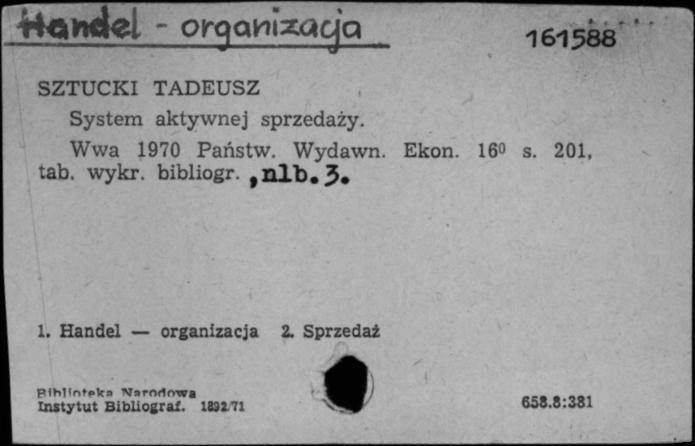 Handel - organizacja
161588
SZTUCKI TADEUSZ
System aktywnej sprzedaży.
Wwa 1970 Państw. Wydawn. Ekon. 16⁰ s. 201,
tab. wykr. bibliogr. , nlb. 3.
1. Handel — organizacja 2. Sprzedaż
Biblioteka Narodowa
Instytut Bibliograf. 1892/71
658.8:381